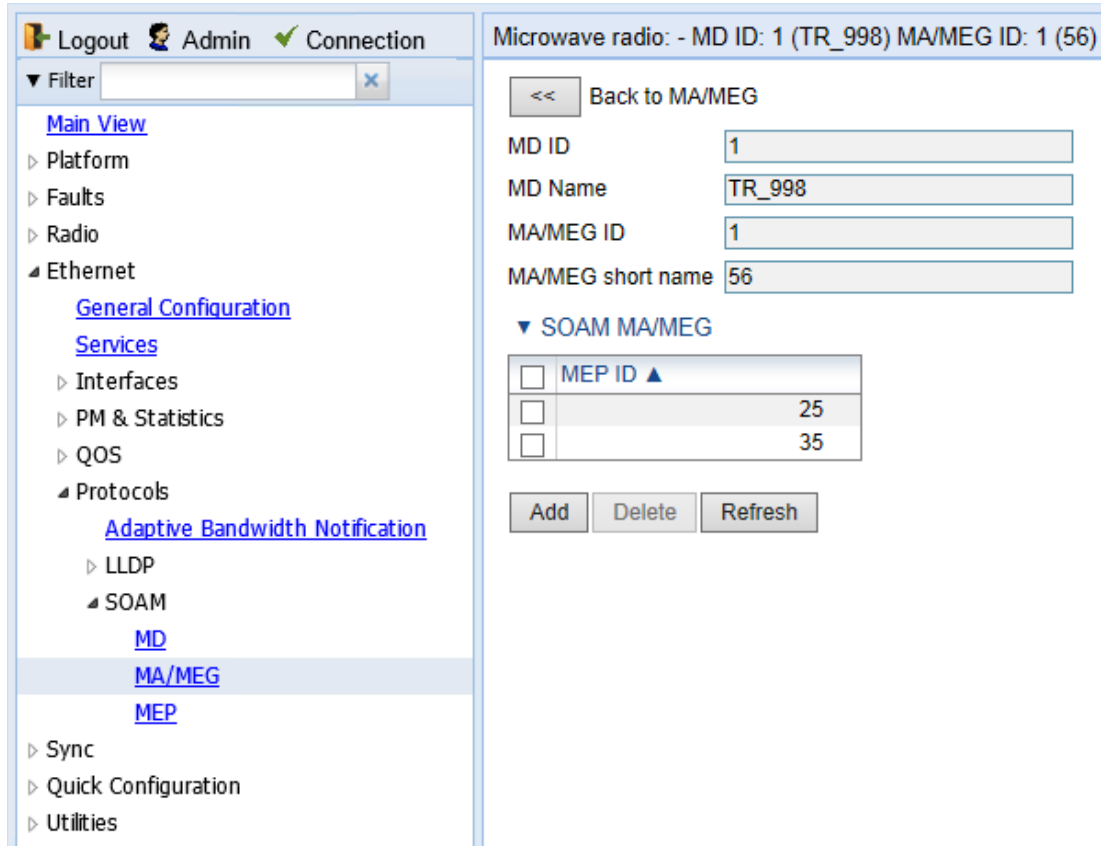 Logout Admin Connection
▼ Filter
Main View
Platform
Faults
Radio
Ethernet
General Configuration
Services
Interfaces
PM & Statistics
QOS
Protocols
Adaptive Bandwidth Notification
LLDP
SOAM
MD
MA/MEG
MEP
Sync
Quick Configuration
Utilities
Microwave radio: - MD ID: 1 (TR_998) MA/MEG ID: 1 (56)
<< Back to MA/MEG
MD ID 1
MD Name TR_998
MA/MEG ID 1
MA/MEG short name 56
▼ SOAM MA/MEG
MEP ID ▲
25
35
Add Delete Refresh